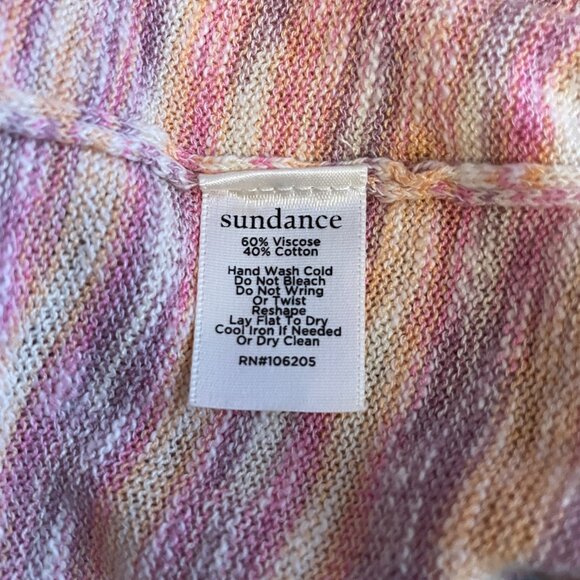 sundance
60% Viscose
40% Cotton
Hand Wash Cold
Do Not Bleach
Do Not Wring
Or Twist
Reshape
Lay Flat To Dry
Cool Iron If Needed
Or Dry Clean
RN#106205